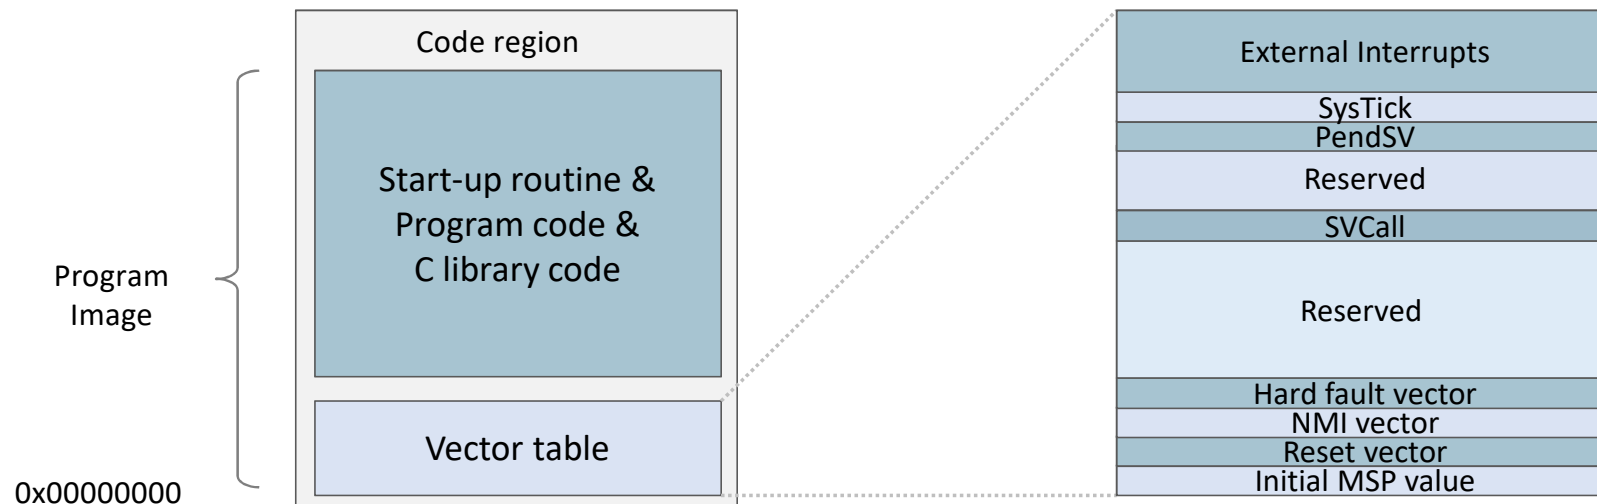 Code region
Start-up routine &
Program code &
C library code
Program
Image
Vector table
0x00000000
External Interrupts
SysTick
PendSV
Reserved
SVCall
Reserved
Hard fault vector
NMI vector
Reset vector
Initial MSP value